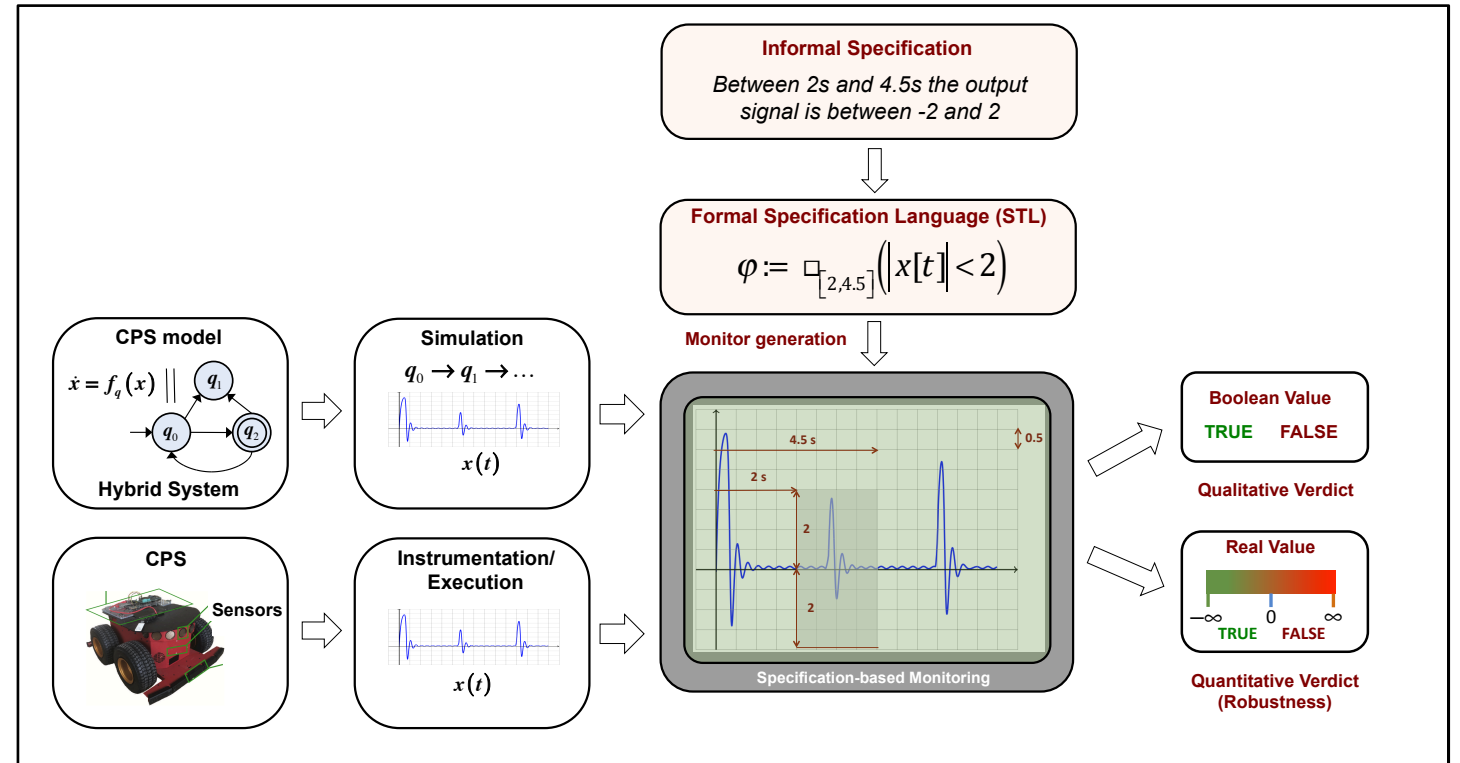 Informal Specification
Between 2s and 4.5s the output
signal is between -2 and 2
Formal Specification Language (STL)
φ := □[2,4.5](|x[t]| < 2)
Monitor generation
CPS model
ẋ = f_q(x) ||
q₁
q₀
q₂
Hybrid System
Simulation
q₀ → q₁ → …
x(t)
CPS
Sensors
Instrumentation/
Execution
x(t)
4.5 s
0.5
2 s
2
2
Specification-based Monitoring
Boolean Value
TRUE FALSE
Qualitative Verdict
Real Value
−∞ 0 ∞
TRUE FALSE
Quantitative Verdict
(Robustness)